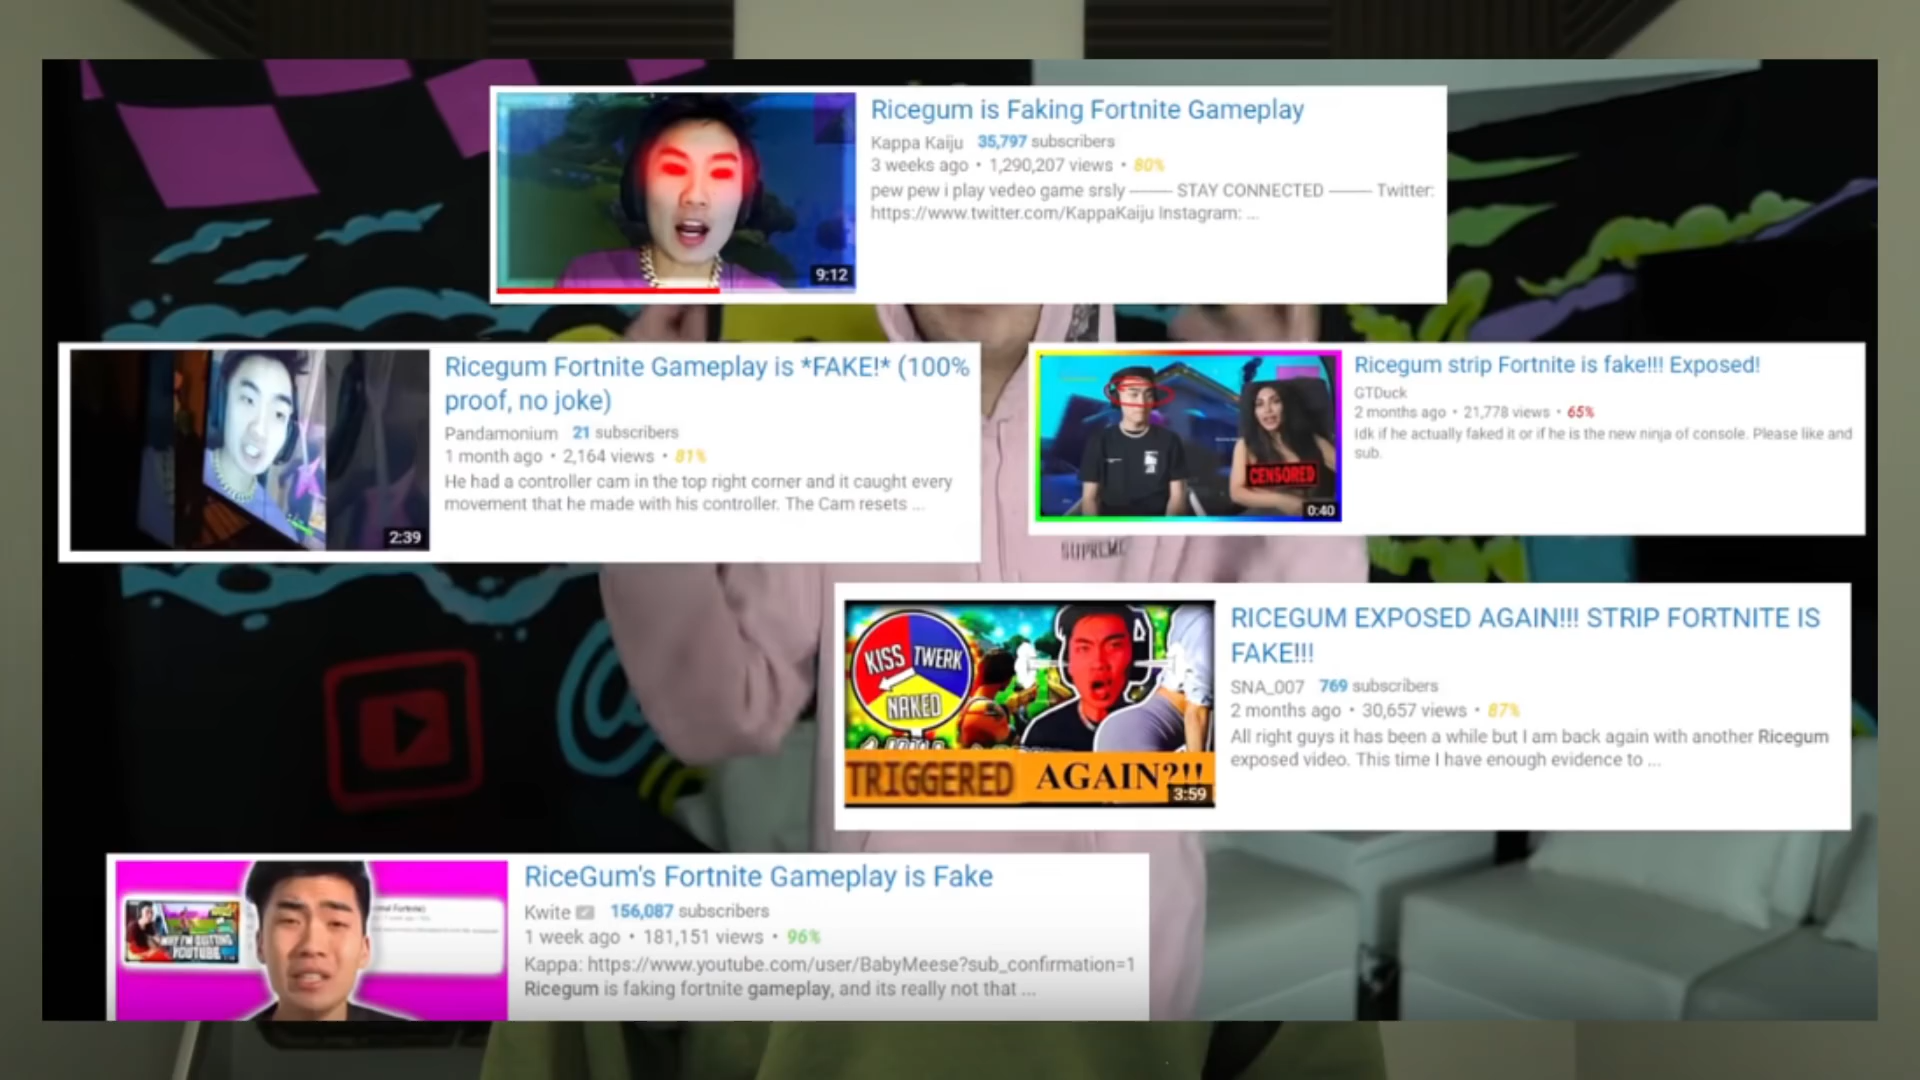 Ricegum is Faking Fortnite Gameplay
Kappa Kaiju 35,797 subscribers
3 weeks ago • 1,290,207 views • 80%
pew pew i play vedeo game srsly ——— STAY CONNECTED ——— Twitter:
https://www.twitter.com/KappaKaiju Instagram: ...
9:12
Ricegum Fortnite Gameplay is *FAKE!* (100%
proof, no joke)
Pandamonium 21 subscribers
1 month ago • 2,164 views • 81%
He had a controller cam in the top right corner and it caught every
movement that he made with his controller. The Cam resets ...
2:39
Ricegum strip Fortnite is fake!!! Exposed!
GTDuck
2 months ago • 21,778 views • 65%
Idk if he actually faked it or if he is the new ninja of console. Please like and
sub.
CENSORED
0:40
SUPREME
RICEGUM EXPOSED AGAIN!!! STRIP FORTNITE IS
FAKE!!!
SNA_007 769 subscribers
2 months ago • 30,657 views • 87%
All right guys it has been a while but I am back again with another Ricegum
exposed video. This time I have enough evidence to ...
KISS TWERK
NAKED
TRIGGERED AGAIN?!!
3:59
RiceGum's Fortnite Gameplay is Fake
Kwite 156,087 subscribers
1 week ago • 181,151 views • 96%
Kappa: https://www.youtube.com/user/BabyMeese?sub_confirmation=1
Ricegum is faking fortnite gameplay, and its really not that ...
WHY I'M QUITTING
YOUTUBE